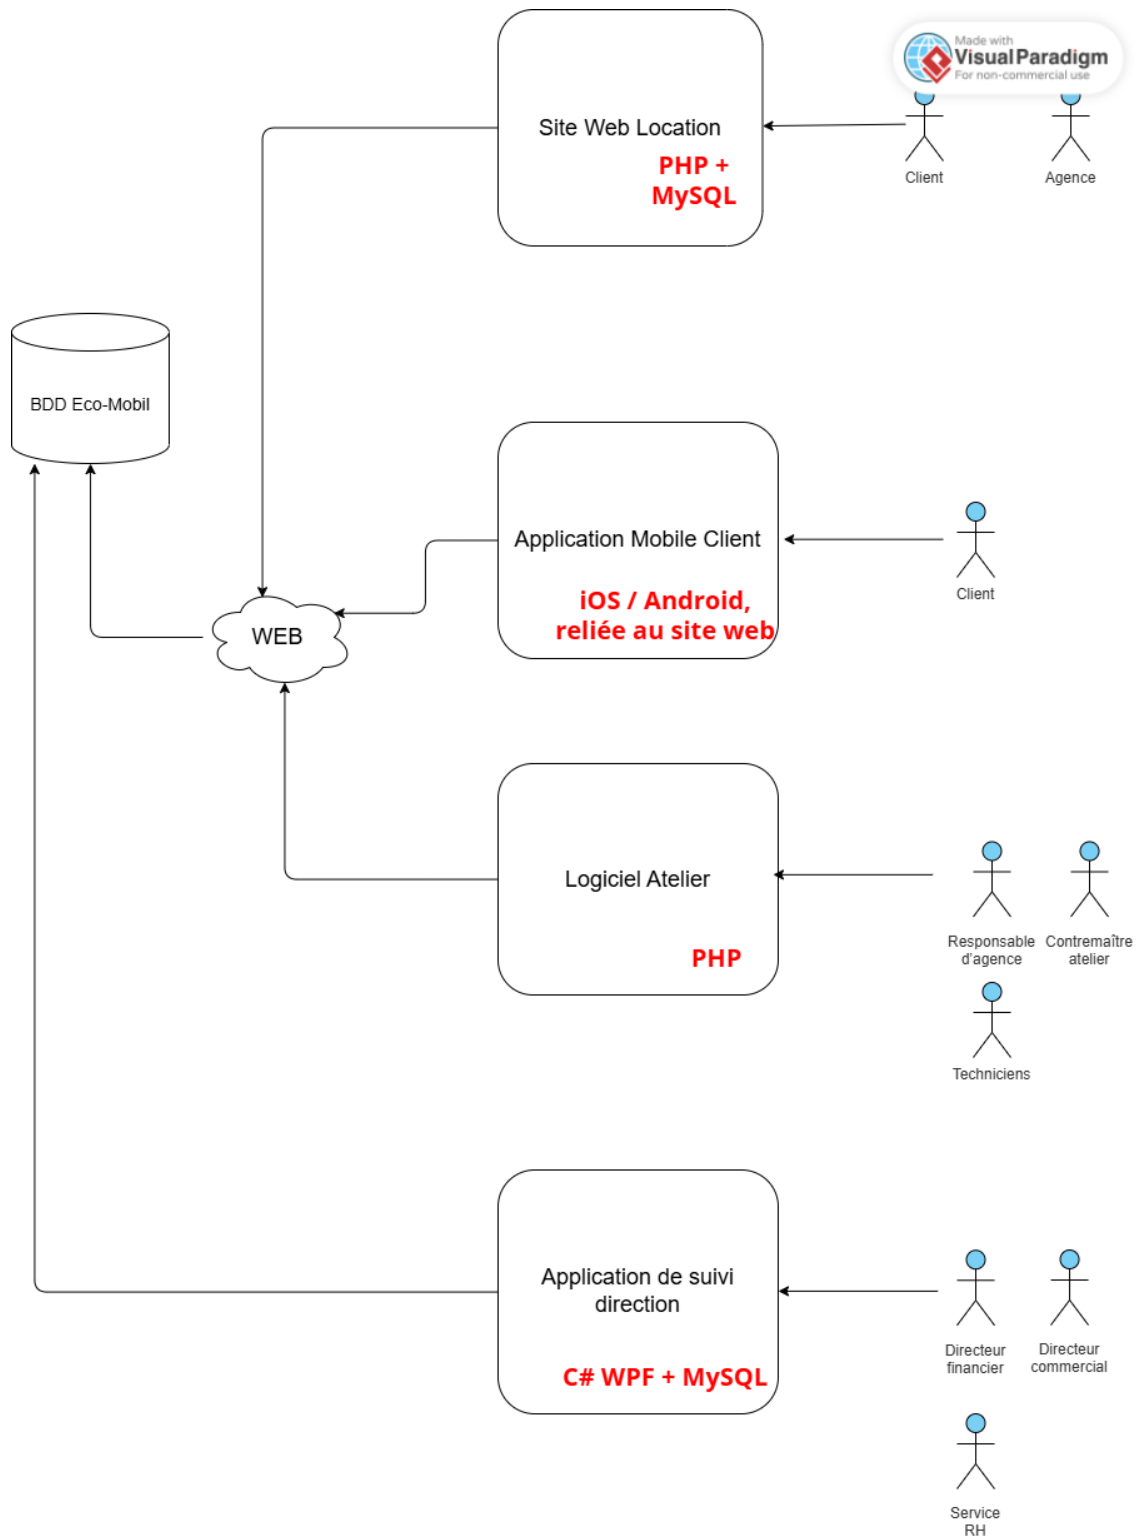 Made with
Visual Paradigm
For non-commercial use
Site Web Location
PHP +
MySQL
Client
Agence
BDD Eco-Mobil
Application Mobile Client
iOS / Android,
reliée au site web
Client
WEB
Logiciel Atelier
PHP
Responsable
d'agence
Contremaître
atelier
Techniciens
Application de suivi
direction
C# WPF + MySQL
Directeur
financier
Directeur
commercial
Service
RH